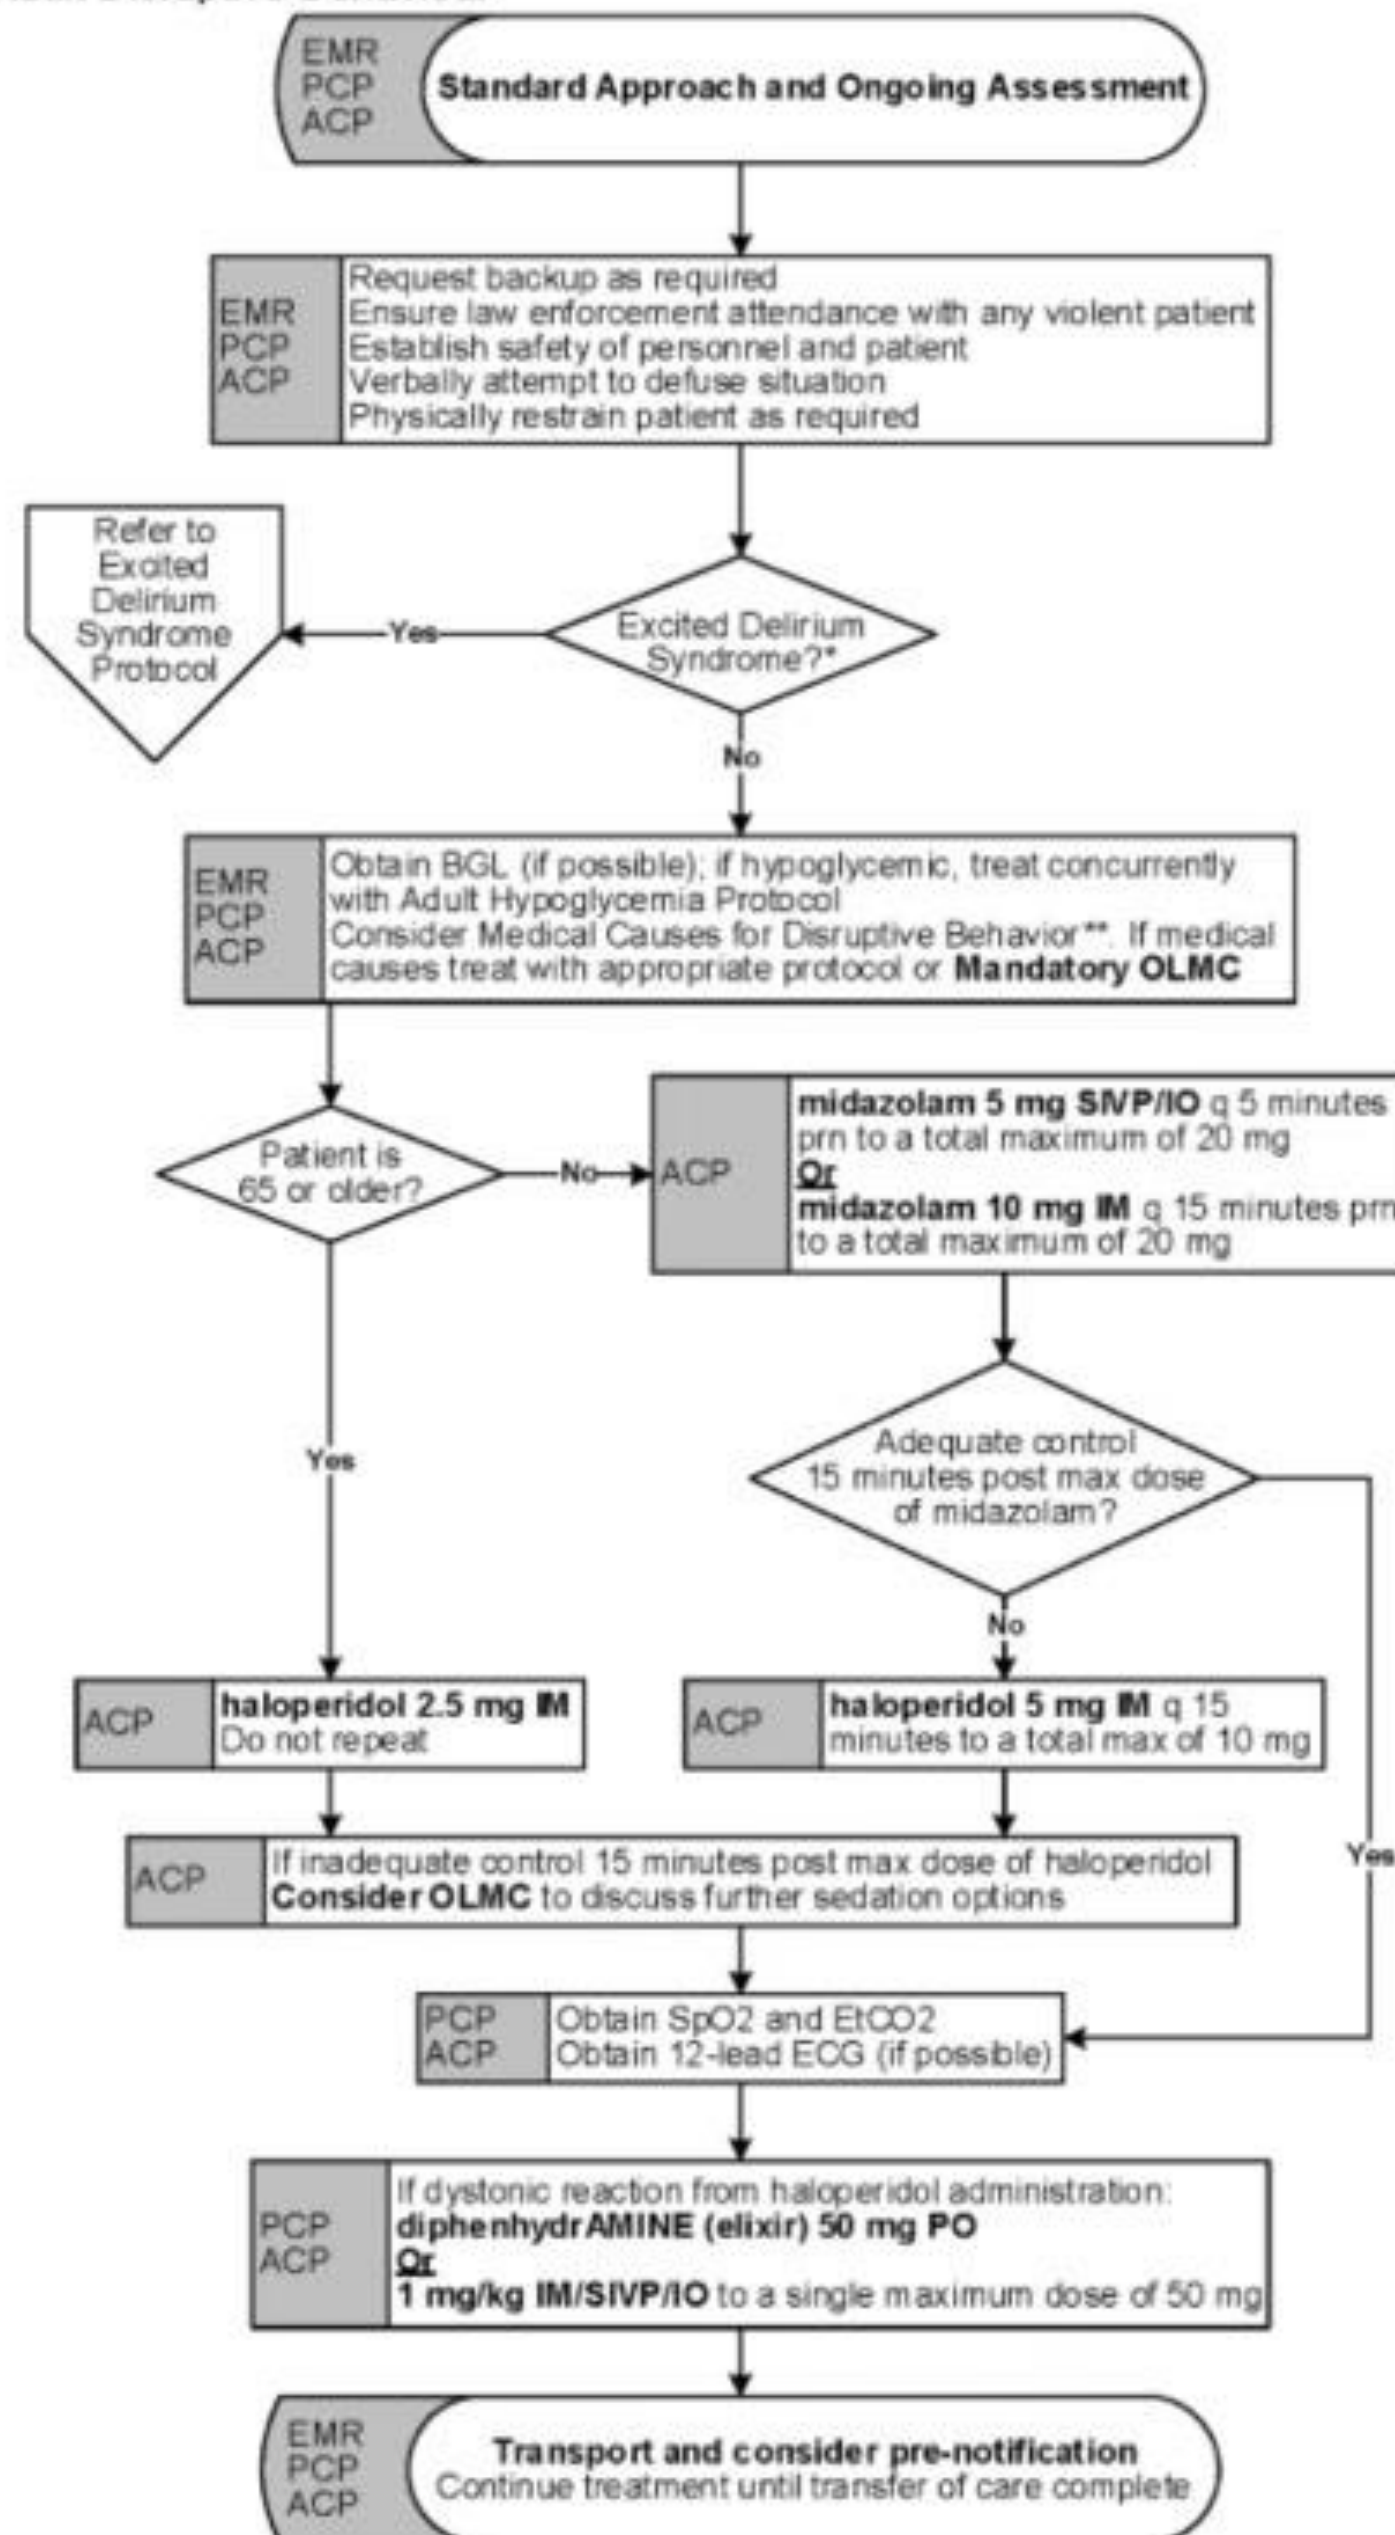 EMR
PCP
ACP
Standard Approach and Ongoing Assessment
EMR
PCP
ACP
Request backup as required
Ensure law enforcement attendance with any violent patient
Establish safety of personnel and patient
Verbally attempt to defuse situation
Physically restrain patient as required
Refer to
Excited
Delirium
Syndrome
Protocol
Yes
Excited Delirium
Syndrome?*
No
EMR
PCP
ACP
Obtain BGL (if possible); if hypoglycemic, treat concurrently
with Adult Hypoglycemia Protocol
Consider Medical Causes for Disruptive Behavior**. If medical
causes treat with appropriate protocol or Mandatory OLMC
Patient is
65 or older?
No
ACP
midazolam 5 mg SIVP/IO q 5 minutes
prn to a total maximum of 20 mg
Or
midazolam 10 mg IM q 15 minutes prn
to a total maximum of 20 mg
Yes
Adequate control
15 minutes post max dose
of midazolam?
No
Yes
ACP
haloperidol 2.5 mg IM
Do not repeat
ACP
haloperidol 5 mg IM q 15
minutes to a total max of 10 mg
ACP
If inadequate control 15 minutes post max dose of haloperidol
Consider OLMC to discuss further sedation options
PCP
ACP
Obtain SpO2 and EtCO2
Obtain 12-lead ECG (if possible)
PCP
ACP
If dystonic reaction from haloperidol administration:
diphenhydrAMINE (elixir) 50 mg PO
Or
1 mg/kg IM/SIVP/IO to a single maximum dose of 50 mg
EMR
PCP
ACP
Transport and consider pre-notification
Continue treatment until transfer of care complete